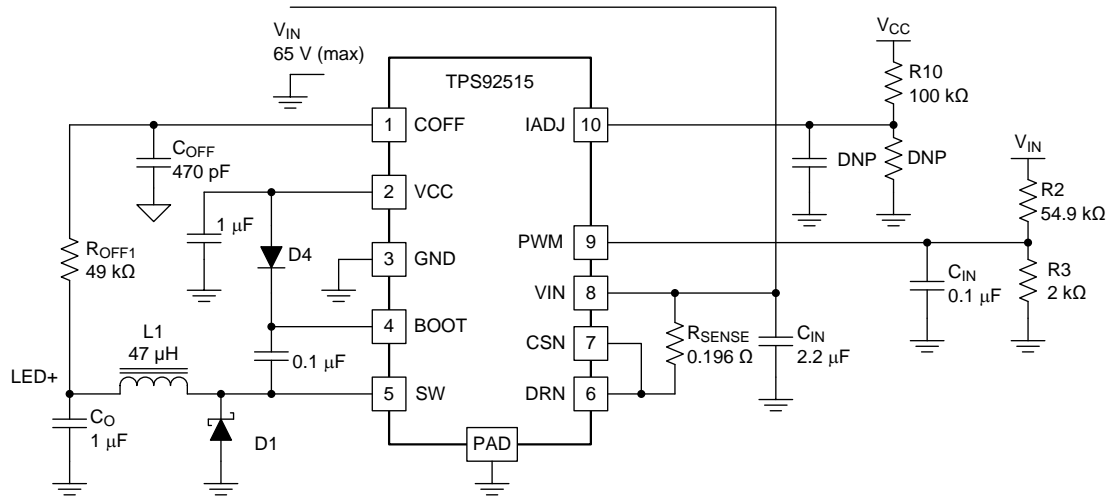 VIN
65 V (max)
TPS92515
VCC
R10
100 kΩ
1
COFF
IADJ
10
COFF
470 pF
DNP
DNP
VIN
R2
54.9 kΩ
2
VCC
1 μF
D4
ROFF1
49 kΩ
3
GND
PWM
9
VIN
8
CIN
0.1 μF
R3
2 kΩ
4
BOOT
CSN
7
RSENSE
0.196 Ω
CIN
2.2 μF
L1
47 μH
0.1 μF
LED+
5
SW
DRN
6
CO
1 μF
D1
PAD